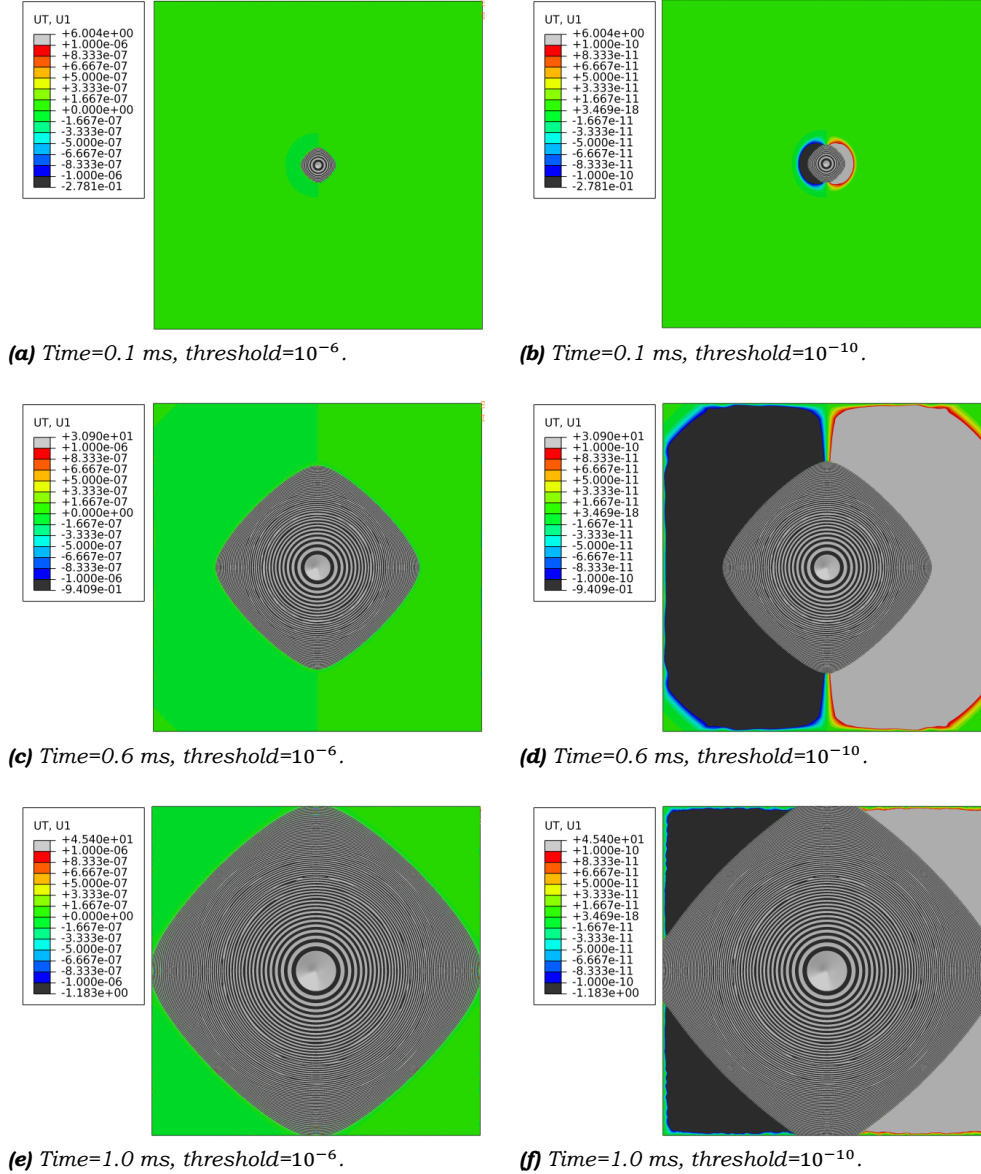 UT, U1
+6.004e+00
+1.000e-06
+8.333e-07
+6.667e-07
+5.000e-07
+3.333e-07
+1.667e-07
+0.000e+00
-1.667e-07
-3.333e-07
-5.000e-07
-6.667e-07
-8.333e-07
-1.000e-06
-2.781e-01
UT, U1
+6.004e+00
+1.000e-10
+8.333e-11
+6.667e-11
+5.000e-11
+3.333e-11
+1.667e-11
+3.469e-18
-1.667e-11
-3.333e-11
-5.000e-11
-6.667e-11
-8.333e-11
-1.000e-10
-2.781e-01
(a) Time=0.1 ms, threshold=10⁻⁶.
(b) Time=0.1 ms, threshold=10⁻¹⁰.
UT, U1
+3.090e+01
+1.000e-06
+8.333e-07
+6.667e-07
+5.000e-07
+3.333e-07
+1.667e-07
+0.000e+00
-1.667e-07
-3.333e-07
-5.000e-07
-6.667e-07
-8.333e-07
-1.000e-06
-9.409e-01
UT, U1
+3.090e+01
+1.000e-10
+8.333e-11
+6.667e-11
+5.000e-11
+3.333e-11
+1.667e-11
+3.469e-18
-1.667e-11
-3.333e-11
-5.000e-11
-6.667e-11
-8.333e-11
-1.000e-10
-9.409e-01
(c) Time=0.6 ms, threshold=10⁻⁶.
(d) Time=0.6 ms, threshold=10⁻¹⁰.
UT, U1
+4.540e+01
+1.000e-06
+8.333e-07
+6.667e-07
+5.000e-07
+3.333e-07
+1.667e-07
+0.000e+00
-1.667e-07
-3.333e-07
-5.000e-07
-6.667e-07
-8.333e-07
-1.000e-06
-1.183e+00
UT, U1
+4.540e+01
+1.000e-10
+8.333e-11
+6.667e-11
+5.000e-11
+3.333e-11
+1.667e-11
+3.469e-18
-1.667e-11
-3.333e-11
-5.000e-11
-6.667e-11
-8.333e-11
-1.000e-10
-1.183e+00
(e) Time=1.0 ms, threshold=10⁻⁶.
(f) Time=1.0 ms, threshold=10⁻¹⁰.